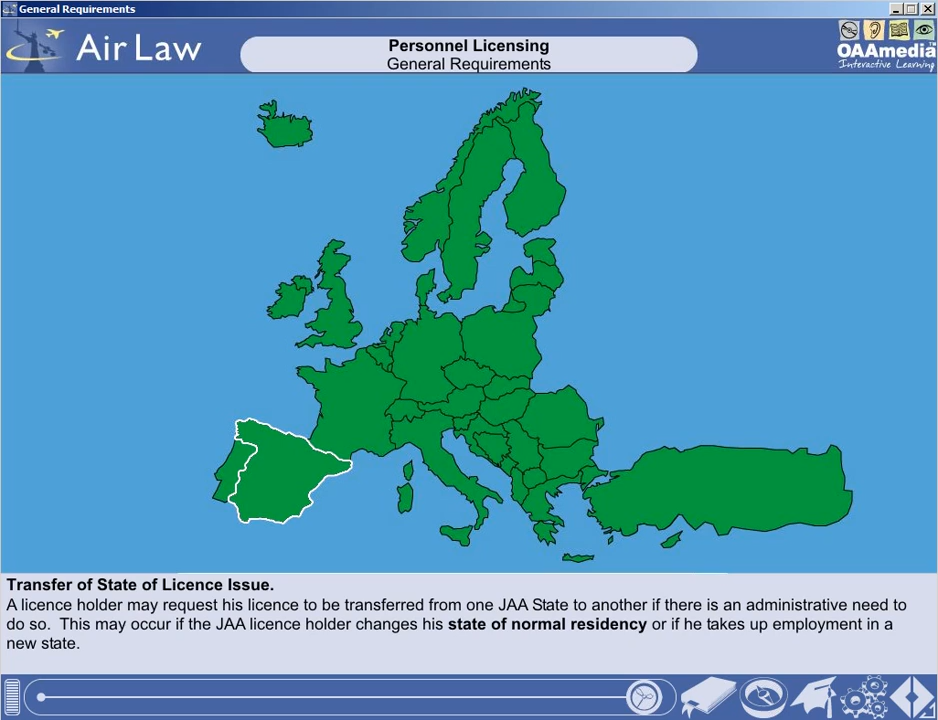 General Requirements
Air Law
Personnel Licensing
General Requirements
OAAmedia
Interactive Learning
Transfer of State of Licence Issue.
A licence holder may request his licence to be transferred from one JAA State to another if there is an administrative need to
do so. This may occur if the JAA licence holder changes his state of normal residency or if he takes up employment in a
new state.